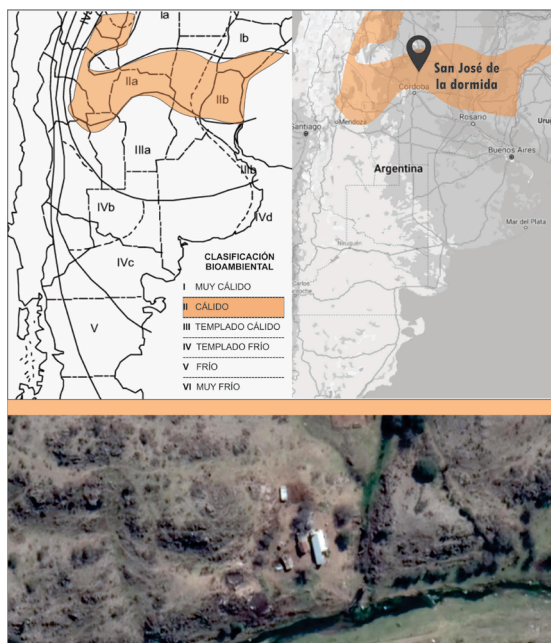 Ia
Ib
IIa
IIb
IIIa
IIIb
IVb
IVd
IVc
V
CLASIFICACIÓN
BIOAMBIENTAL
I MUY CÁLIDO
II CÁLIDO
III TEMPLADO CÁLIDO
IV TEMPLADO FRÍO
V FRÍO
VI MUY FRÍO
San José de
la dormida
Córdoba
Mendoza
Rosario
Santiago
Buenos Aires
Argentina
Mar del Plata
Neuquén